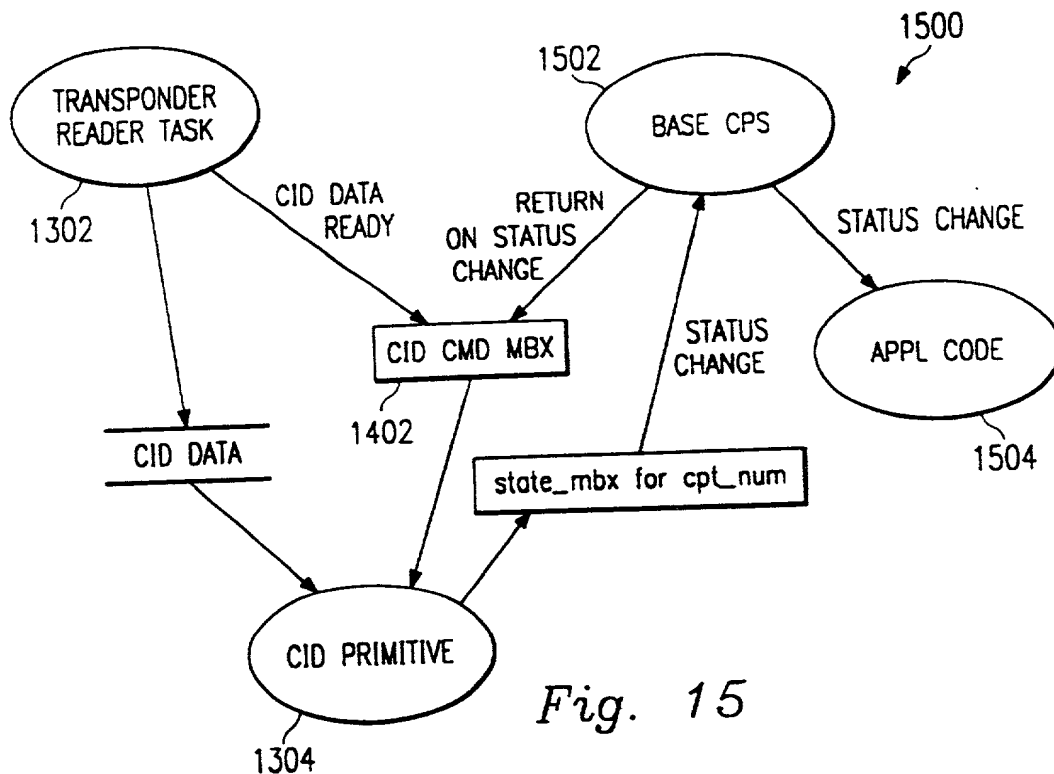 1500
1502
TRANSPONDER
READER TASK
BASE CPS
1302
CID DATA
READY
RETURN
ON STATUS
CHANGE
STATUS CHANGE
CID CMD MBX
STATUS
CHANGE
APPL CODE
1402
CID DATA
1504
state_mbx for cpt_num
CID PRIMITIVE
1304
Fig. 15